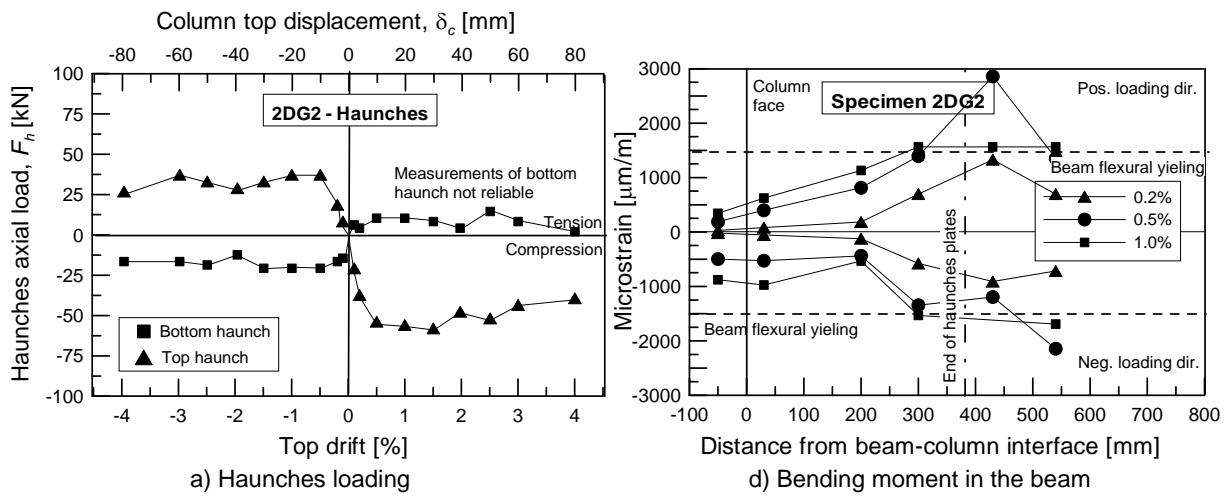 Column top displacement, δc [mm]
-80 -60 -40 -20 0 20 40 60 80
100
75
50
25
0
-25
-50
-75
-100
Haunches axial load, Fh [kN]
2DG2 - Haunches
Measurements of bottom
haunch not reliable
Tension
Compression
Bottom haunch
Top haunch
-4 -3 -2 -1 0 1 2 3 4
Top drift [%]
a) Haunches loading
3000
2000
1000
0
-1000
-2000
-3000
Microstrain [μm/m]
Column
face
Specimen 2DG2
Pos. loading dir.
Beam flexural yieling
0.2%
0.5%
1.0%
End of haunches plates
Beam flexural yieling
Neg. loading dir.
-100 0 100 200 300 400 500 600 700 800
Distance from beam-column interface [mm]
d) Bending moment in the beam